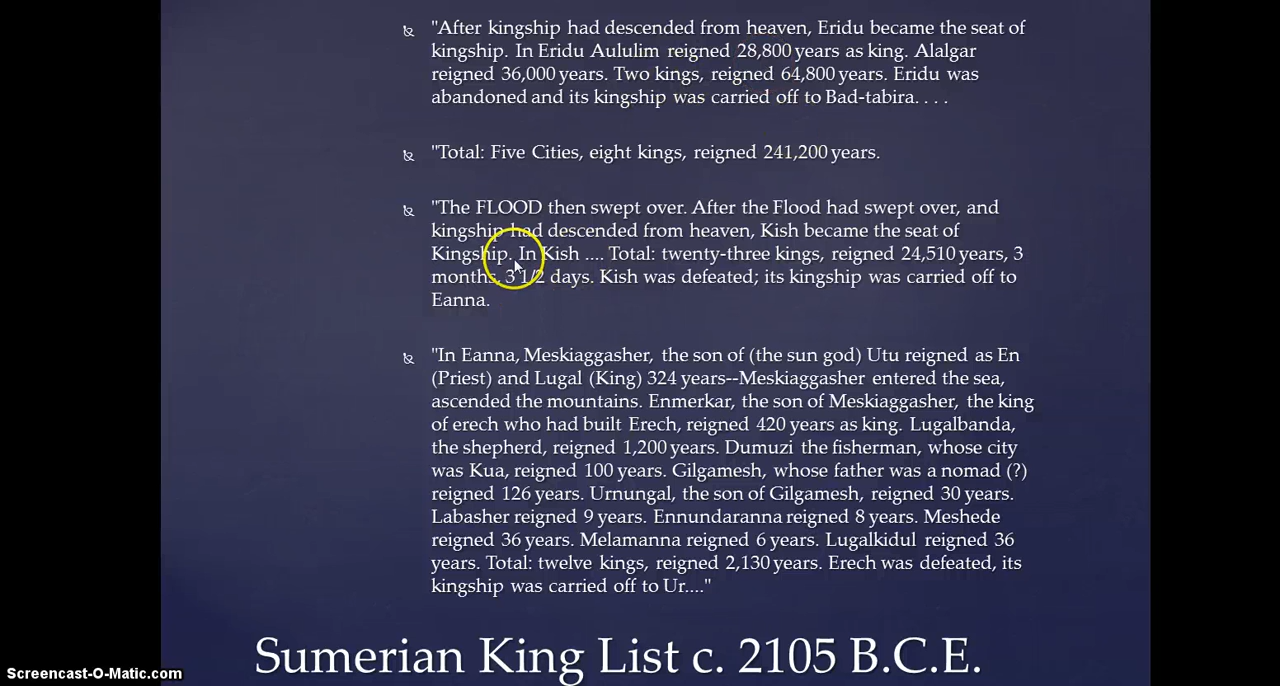 "After kingship had descended from heaven, Eridu became the seat of
kingship. In Eridu Aululim reigned 28,800 years as king. Alalgar
reigned 36,000 years. Two kings, reigned 64,800 years. Eridu was
abandoned and its kingship was carried off to Bad-tabira. . . .
"Total: Five Cities, eight kings, reigned 241,200 years.
"The FLOOD then swept over. After the Flood had swept over, and
kingship had descended from heaven, Kish became the seat of
Kingship. In Kish .... Total: twenty-three kings, reigned 24,510 years, 3
months, 3 1/2 days. Kish was defeated; its kingship was carried off to
Eanna.
"In Eanna, Meskiaggasher, the son of (the sun god) Utu reigned as En
(Priest) and Lugal (King) 324 years--Meskiaggasher entered the sea,
ascended the mountains. Enmerkar, the son of Meskiaggasher, the king
of erech who had built Erech, reigned 420 years as king. Lugalbanda,
the shepherd, reigned 1,200 years. Dumuzi the fisherman, whose city
was Kua, reigned 100 years. Gilgamesh, whose father was a nomad (?)
reigned 126 years. Urnungal, the son of Gilgamesh, reigned 30 years.
Labasher reigned 9 years. Ennundaranna reigned 8 years. Meshede
reigned 36 years. Melamanna reigned 6 years. Lugalkidul reigned 36
years. Total: twelve kings, reigned 2,130 years. Erech was defeated, its
kingship was carried off to Ur...."
Sumerian King List c. 2105 B.C.E.
Screencast-O-Matic.com